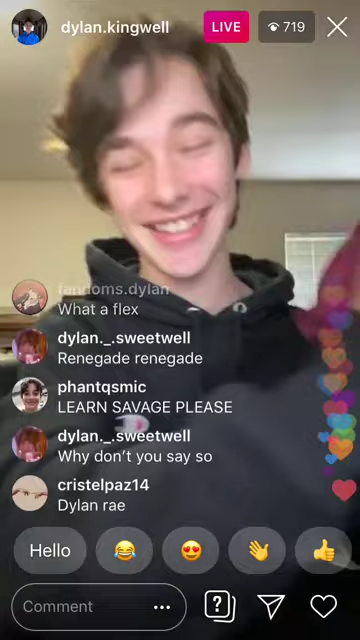 dylan.kingwell
LIVE
719
fandoms.dylan
What a flex
dylan._.sweetwell
Renegade renegade
phantqsmic
LEARN SAVAGE PLEASE
dylan._.sweetwell
Why don't you say so
cristelpaz14
Dylan rae
Hello
Comment